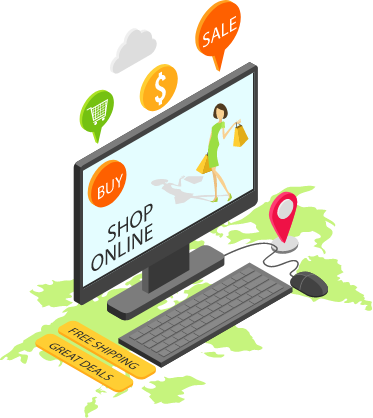 SALE
$
BUY
SHOP
ONLINE
FREE SHIPPING
GREAT DEALS